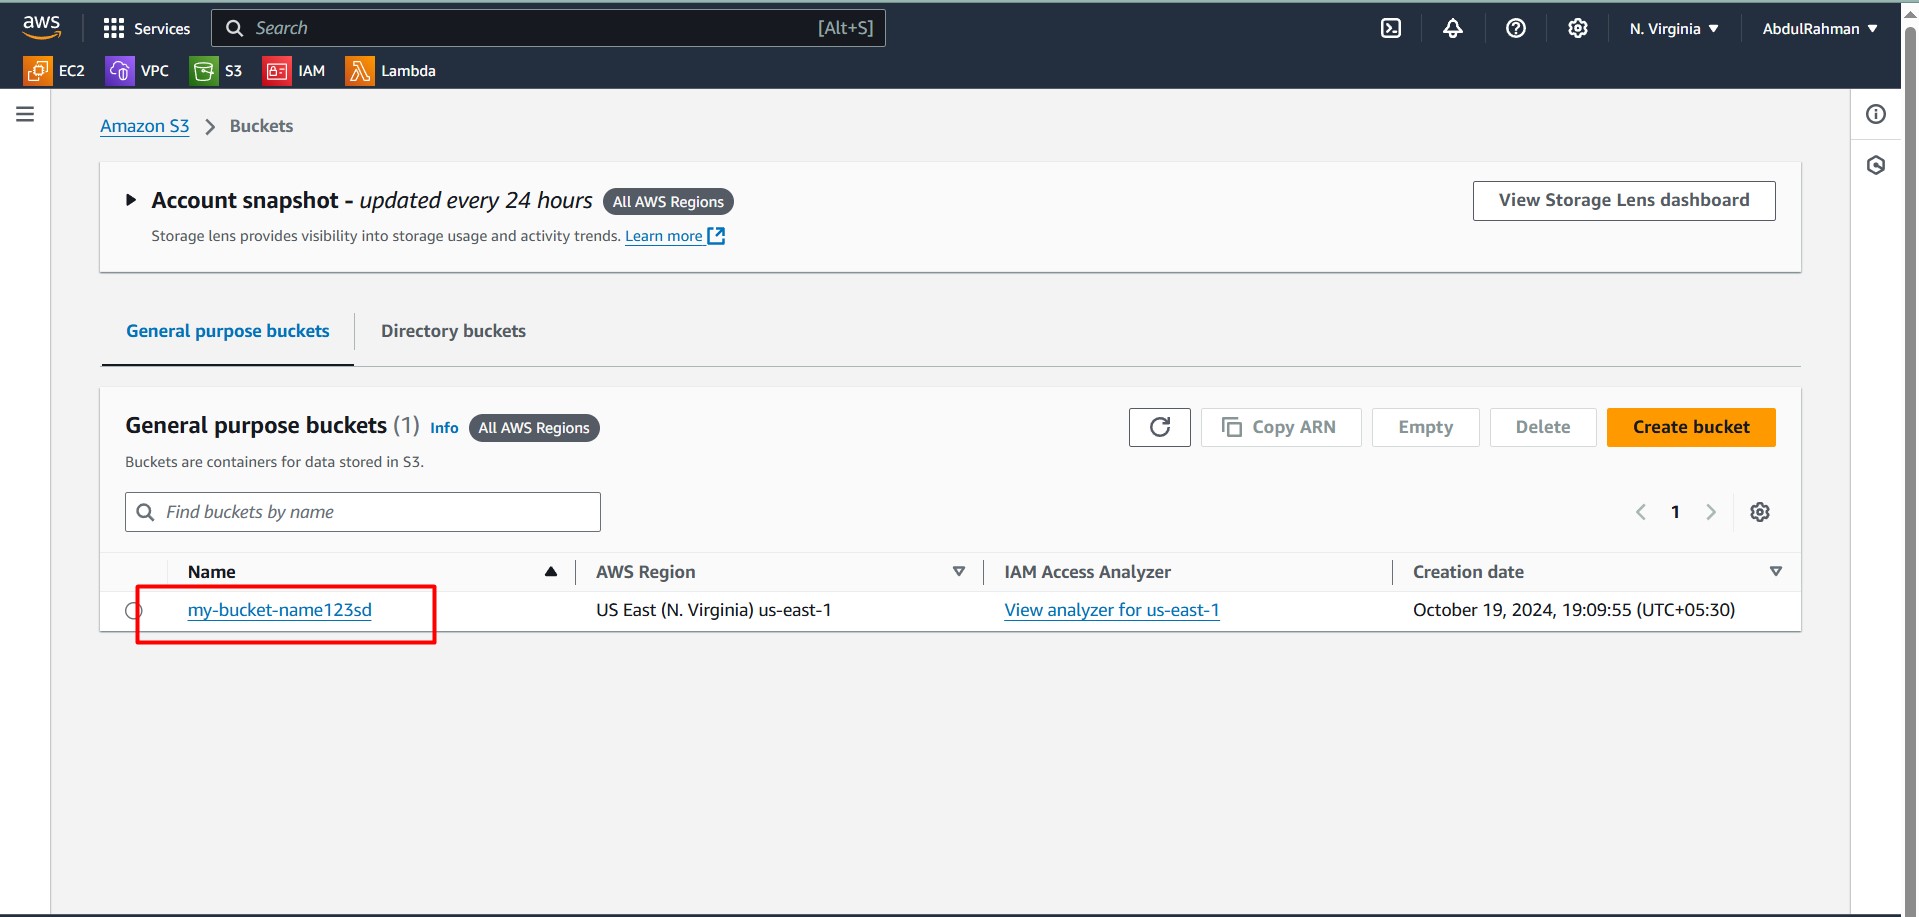 aws Services Search [Alt+S] N. Virginia AbdulRahman
EC2 VPC S3 IAM Lambda
Amazon S3 Buckets
Account snapshot - updated every 24 hours All AWS Regions View Storage Lens dashboard
Storage lens provides visibility into storage usage and activity trends. Learn more
General purpose buckets Directory buckets
General purpose buckets (1) Info All AWS Regions Copy ARN Empty Delete Create bucket
Buckets are containers for data stored in S3.
Find buckets by name 1
Name AWS Region IAM Access Analyzer Creation date
my-bucket-name123sd US East (N. Virginia) us-east-1 View analyzer for us-east-1 October 19, 2024, 19:09:55 (UTC+05:30)